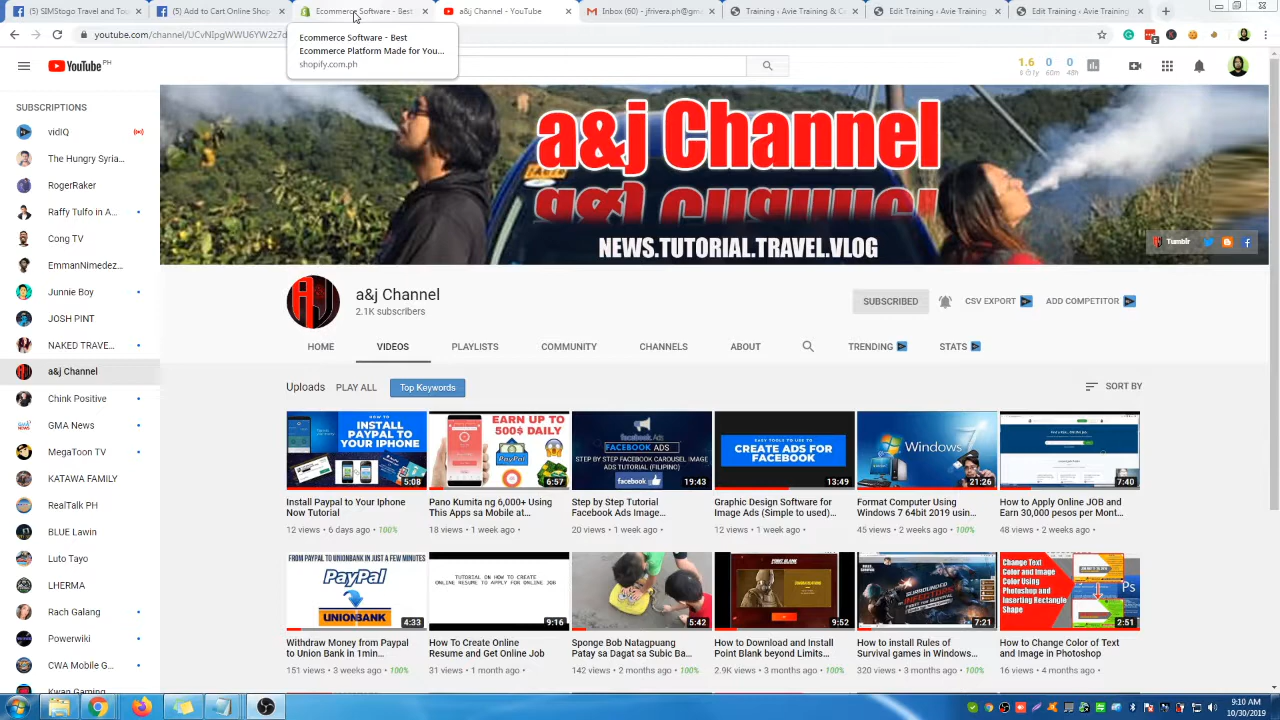 (3) 3 Months Trainin
(3) Add to Cart Online Shop
Ecommerce Software - Best
a&j Channel - YouTube
Inbox (60) - jfrivera.ph@gm
Training ‹ Avie Training — W
Edit Training ‹ Avie Training
Edit Training ‹ Avie Training
youtube.com/channel/UCvNIpgWWU6YW2z7d
Ecommerce Software - Best
Ecommerce Platform Made for You...
shopify.com.ph
YouTube PH
1.6 0 0
60m 48h
SUBSCRIPTIONS
vidIQ
The Hungry Syria...
RogerRaker
Raffy Tulfo in A...
Cong TV
EmmanNimedez...
Junnie Boy
JOSH PINT
NAKED TRAVE...
a&j Channel
Chink Positive
GMA News
MegaToon TV
KATAWA FAMILY
RealTalk PH
BLUE Lawin
Luto Tayo
LHERMA
Rach Galang
Powerwiki
CWA Mobile G...
Kwan Gaming
a&j Channel
NEWS.TUTORIAL.TRAVEL.VLOG
Tumblr
a&j Channel
2.1K subscribers
SUBSCRIBED
CSV EXPORT
ADD COMPETITOR
HOME VIDEOS PLAYLISTS COMMUNITY CHANNELS ABOUT TRENDING STATS
Uploads PLAY ALL Top Keywords
SORT BY
HOW TO
INSTALL
PAYPAL TO
YOUR IPHONE
5:08
Install Paypal to Your Iphone
Now Tutorial
12 views • 6 days ago • 100%
EARN UP TO
500$ DAILY
PayPal
6:57
Pano Kumita ng 6,000+ Using
This Apps sa Mobile at...
18 views • 1 week ago •
facebook Ads
FACEBOOK ADS
STEP BY STEP FACEBOOK CAROUSEL IMAGE
ADS TUTORIAL (FILIPINO)
facebook
19:43
Step by Step Tutorial
Facebook Ads Image...
20 views • 1 week ago •
EASY TOOLS TO USE TO
CREATE ADS FOR
FACEBOOK
13:49
Graphic Design Software for
Image Ads (Simple to used)...
12 views • 1 week ago •
Windows 7
21:26
Format Computer Using
Windows 7 64bit 2019 usin...
45 views • 2 weeks ago • 100%
7:40
How to Apply Online JOB and
Earn 30,000 pesos per Mont...
48 views • 2 weeks ago •
FROM PAYPAL TO UNIONBANK IN JUST A FEW MINUTES
PayPal
UNIONBANK
4:33
Withdraw Money from Paypal
to Union Bank in 1min...
151 views • 3 weeks ago • 100%
TUTORIAL ON HOW TO CREATE
ONLINE RESUME TO APPLY FOR ONLINE JOB
9:16
How To Create Online
Resume and Get Online Job
31 views • 1 month ago •
5:42
Sponge Bob Natagpuang
Patay sa Dagat sa Subic Ba...
142 views • 2 months ago • 100%
POINT BLANK
9:52
How to Download and Install
Point Blank beyond Limits...
2.9K views • 3 months ago • 100%
7:21
How to install Rules of
Survival games in Windows...
320 views • 3 months ago • 100%
Change Text
Color and Image
Color Using
Photoshop and
Inserting Rectangle
Shape
Ps
2:51
How to Change Color of Text
and Image in Photoshop
16 views • 4 months ago •
9:10 AM
10/30/2019